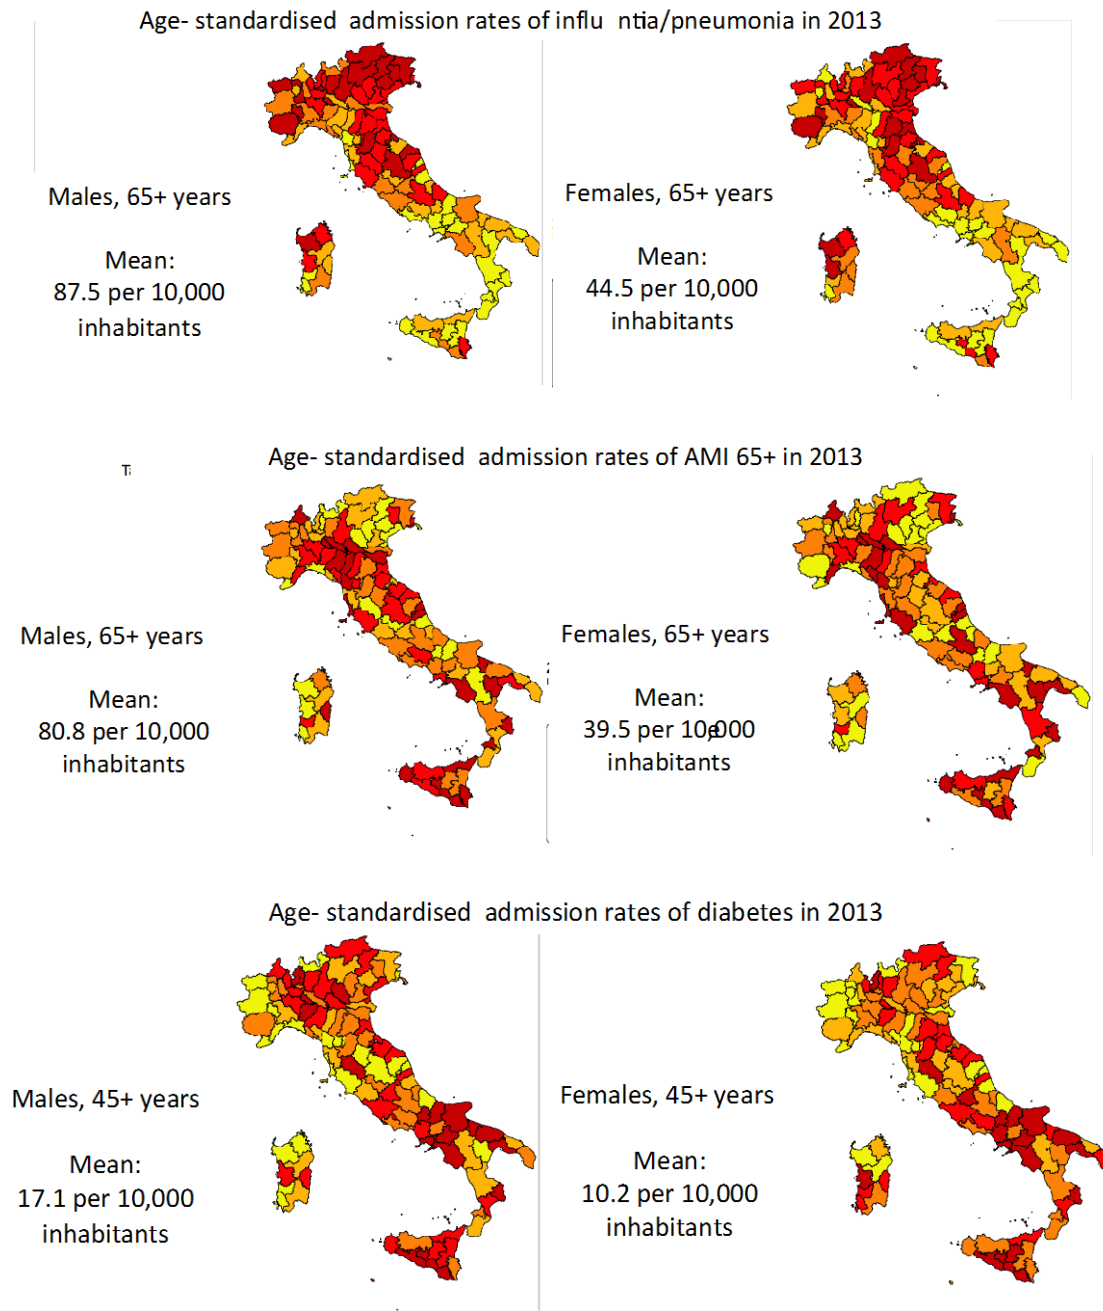 Age- standardised admission rates of influ ntia/pneumonia in 2013
Males, 65+ years
Mean:
87.5 per 10,000
inhabitants
Females, 65+ years
Mean:
44.5 per 10,000
inhabitants
Age- standardised admission rates of AMI 65+ in 2013
Males, 65+ years
Mean:
80.8 per 10,000
inhabitants
Females, 65+ years
Mean:
39.5 per 10,000
inhabitants
Age- standardised admission rates of diabetes in 2013
Males, 45+ years
Mean:
17.1 per 10,000
inhabitants
Females, 45+ years
Mean:
10.2 per 10,000
inhabitants